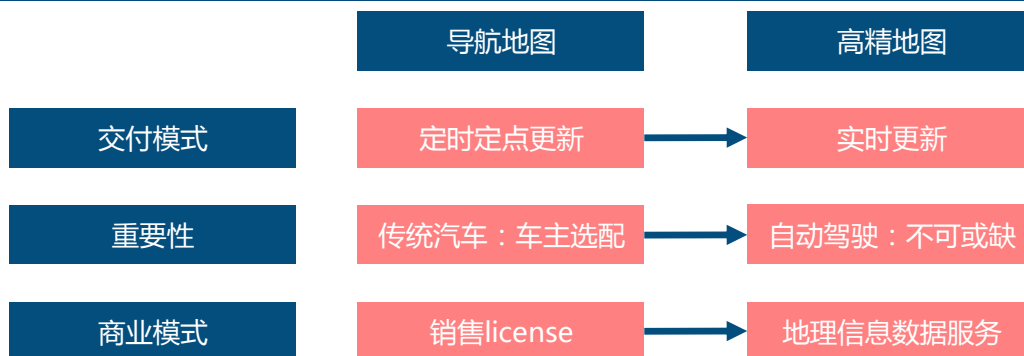 导航地图
高精地图
交付模式
定时定点更新
实时更新
重要性
传统汽车：车主选配
自动驾驶：不可或缺
商业模式
销售license
地理信息数据服务